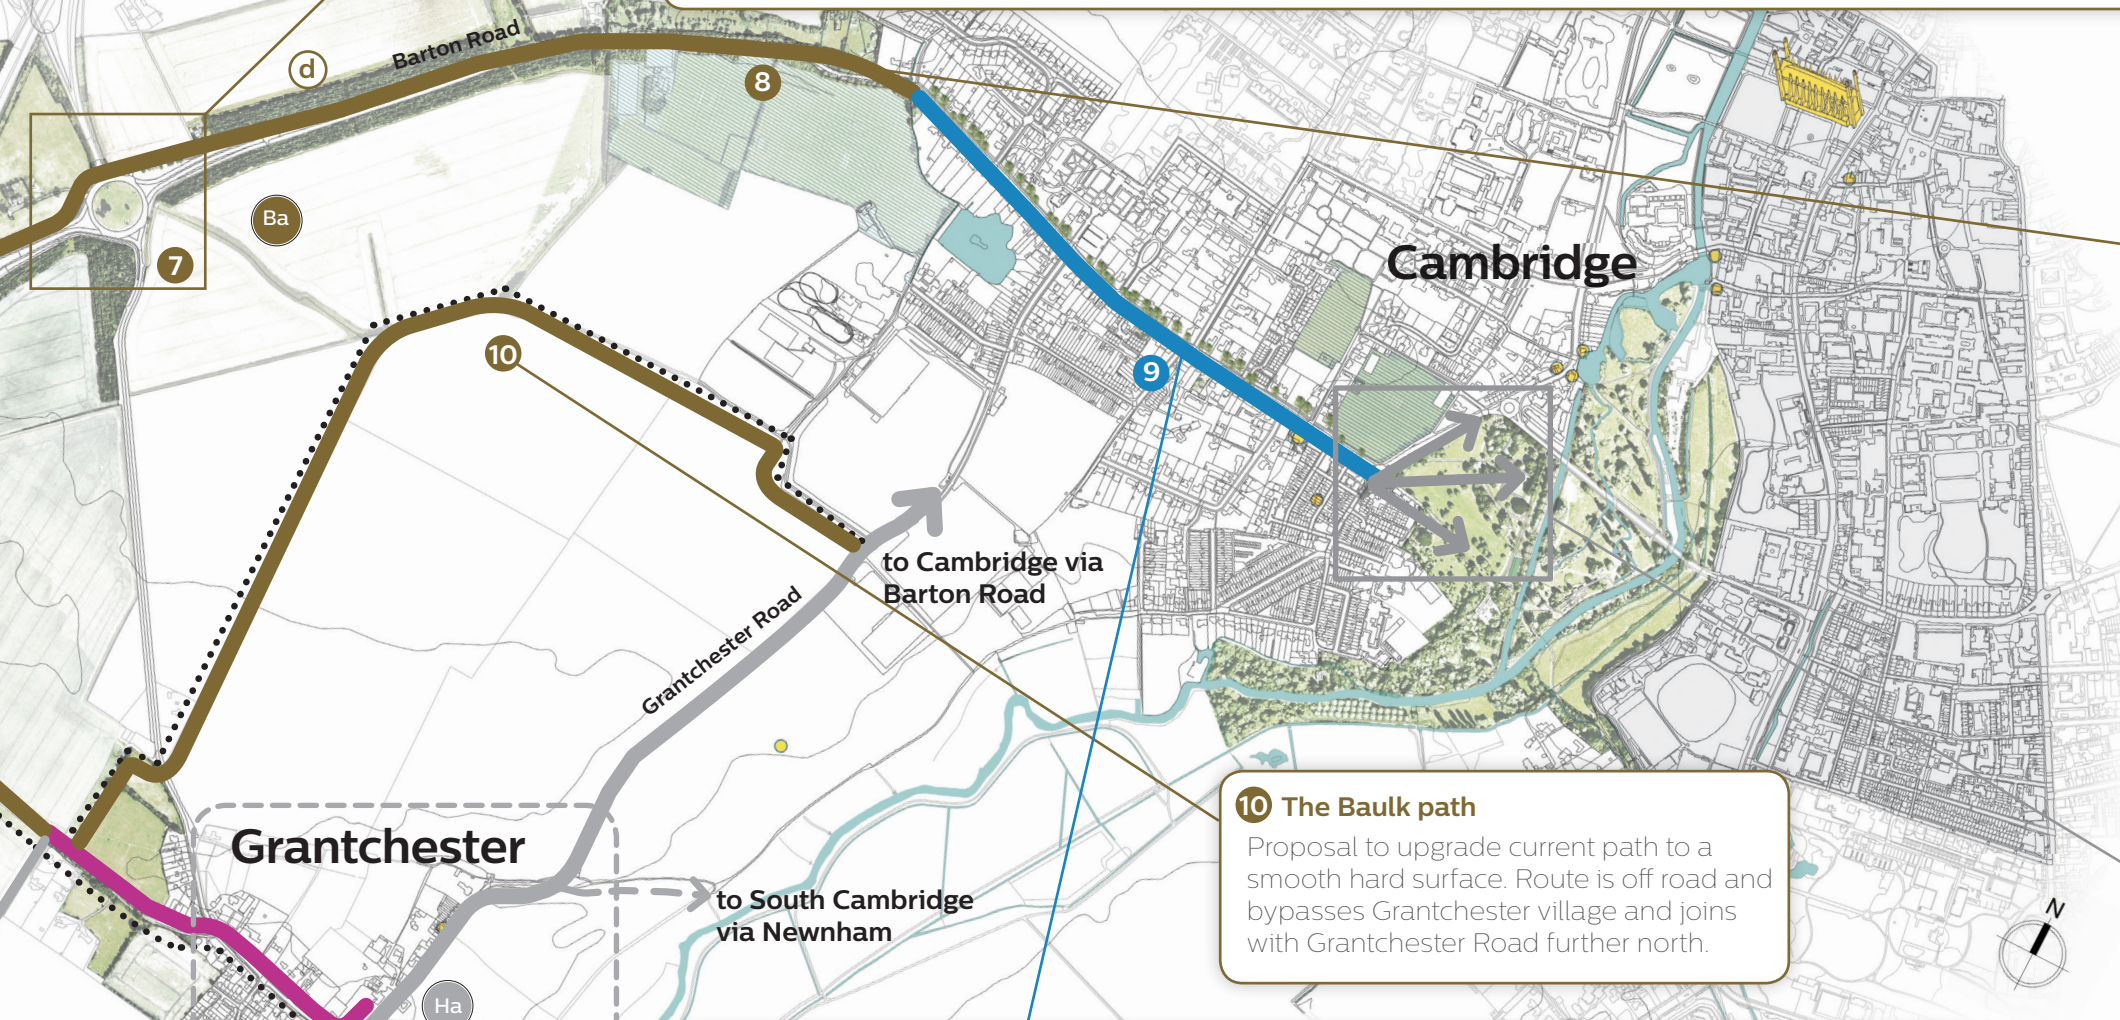 Barton Road
d
8
Ba
7
Cambridge
10
9
to Cambridge via
Barton Road
Grantchester Road
Grantchester
to South Cambridge
via Newnham
Ha
10 The Baulk path
Proposal to upgrade current path to a
smooth hard surface. Route is off road and
bypasses Grantchester village and joins
with Grantchester Road further north.
N